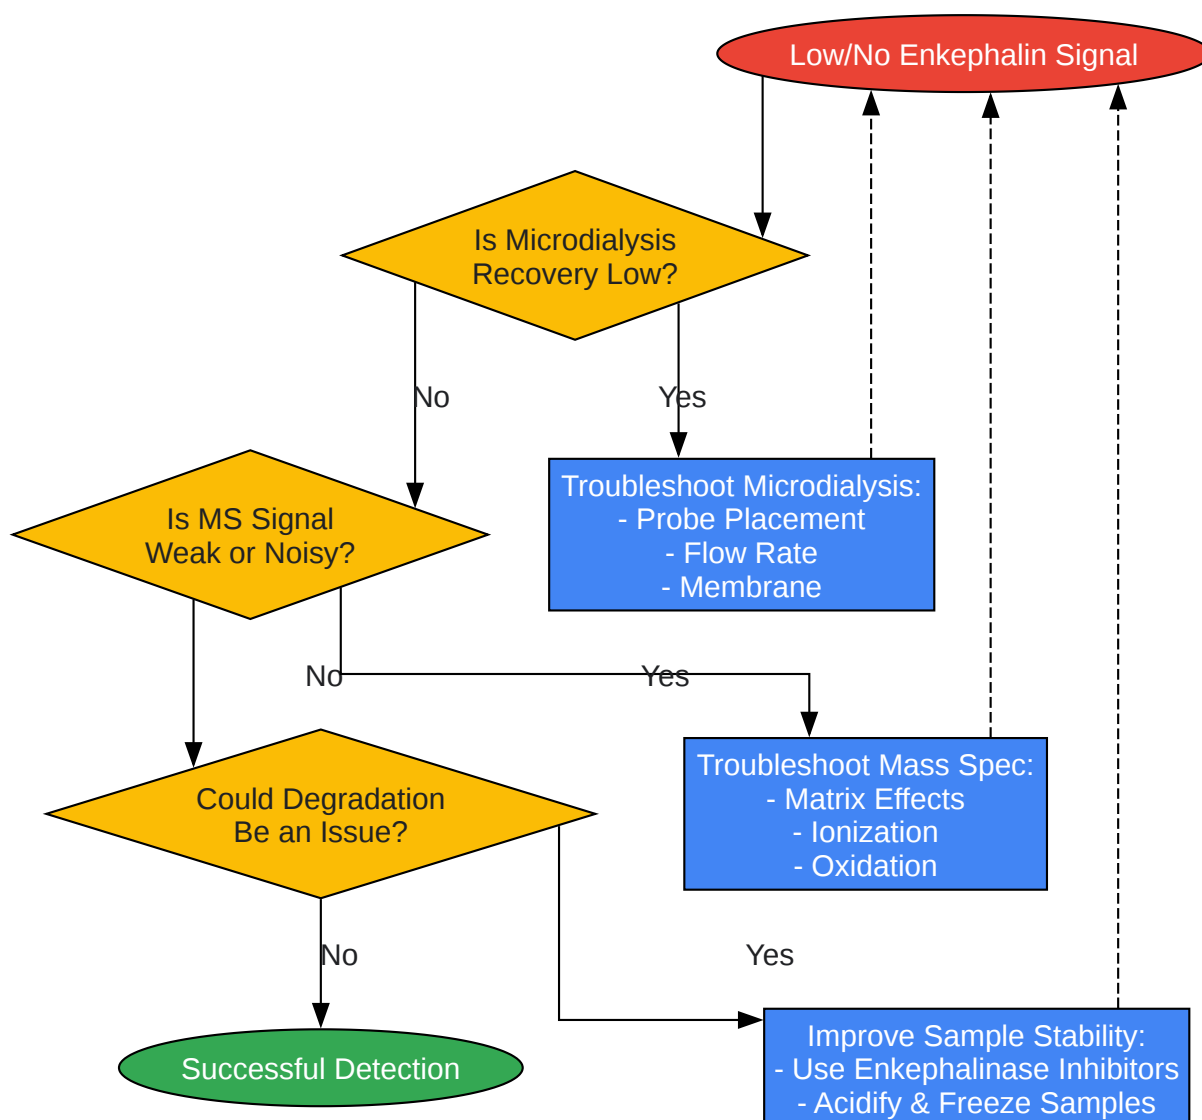 Low/No Enkephalin Signal
Is Microdialysis
Recovery Low?
No
Yes
Troubleshoot Microdialysis:
- Probe Placement
- Flow Rate
- Membrane
Is MS Signal
Weak or Noisy?
No
Yes
Troubleshoot Mass Spec:
- Matrix Effects
- Ionization
- Oxidation
Could Degradation
Be an Issue?
No
Yes
Improve Sample Stability:
- Use Enkephalinase Inhibitors
- Acidify & Freeze Samples
Successful Detection